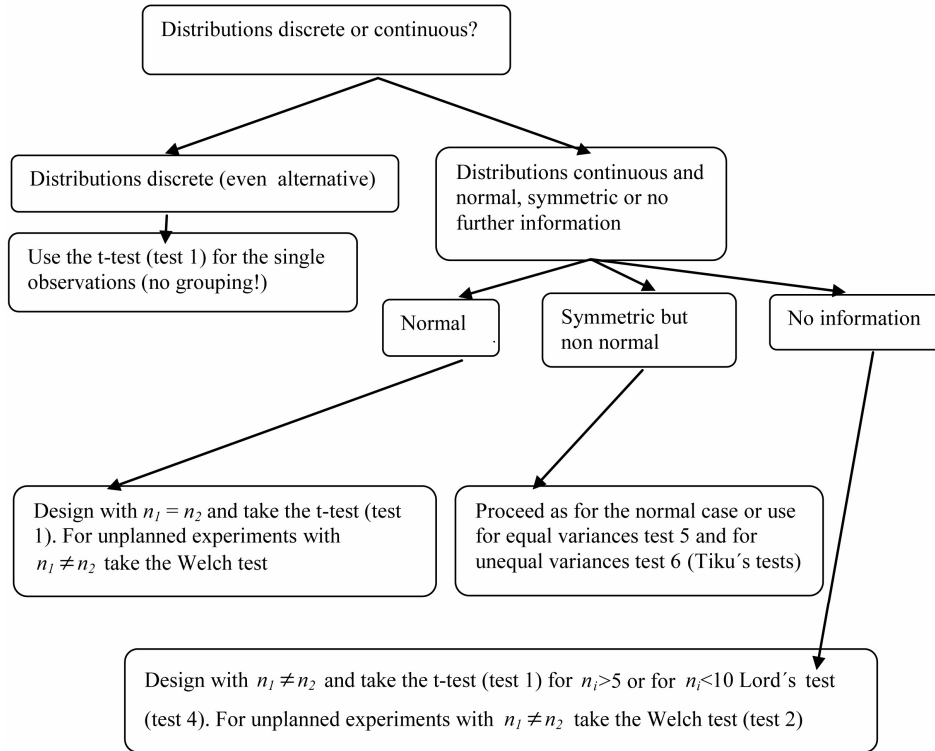 Distributions discrete or continuous?
Distributions discrete (even alternative)
Distributions continuous and
normal, symmetric or no
further information
Use the t-test (test 1) for the single
observations (no grouping!)
Normal
Symmetric but
non normal
No information
Design with n₁ = n₂ and take the t-test (test
1). For unplanned experiments with
n₁ ≠ n₂ take the Welch test
Proceed as for the normal case or use
for equal variances test 5 and for
unequal variances test 6 (Tiku´s tests)
Design with n₁ ≠ n₂ and take the t-test (test 1) for nᵢ>5 or for nᵢ<10 Lord´s test
(test 4). For unplanned experiments with n₁ ≠ n₂ take the Welch test (test 2)